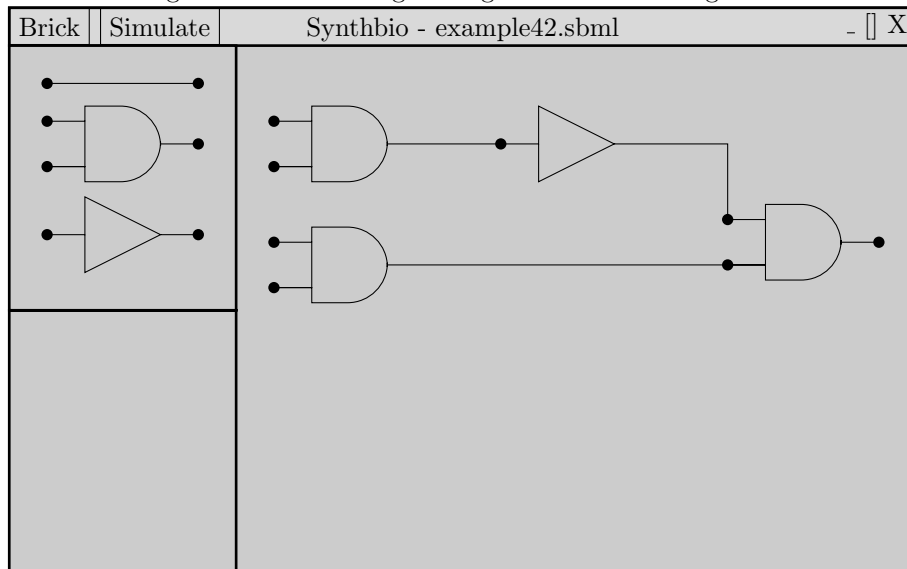 Brick Simulate Synthbio - example42.sbml _ [] X